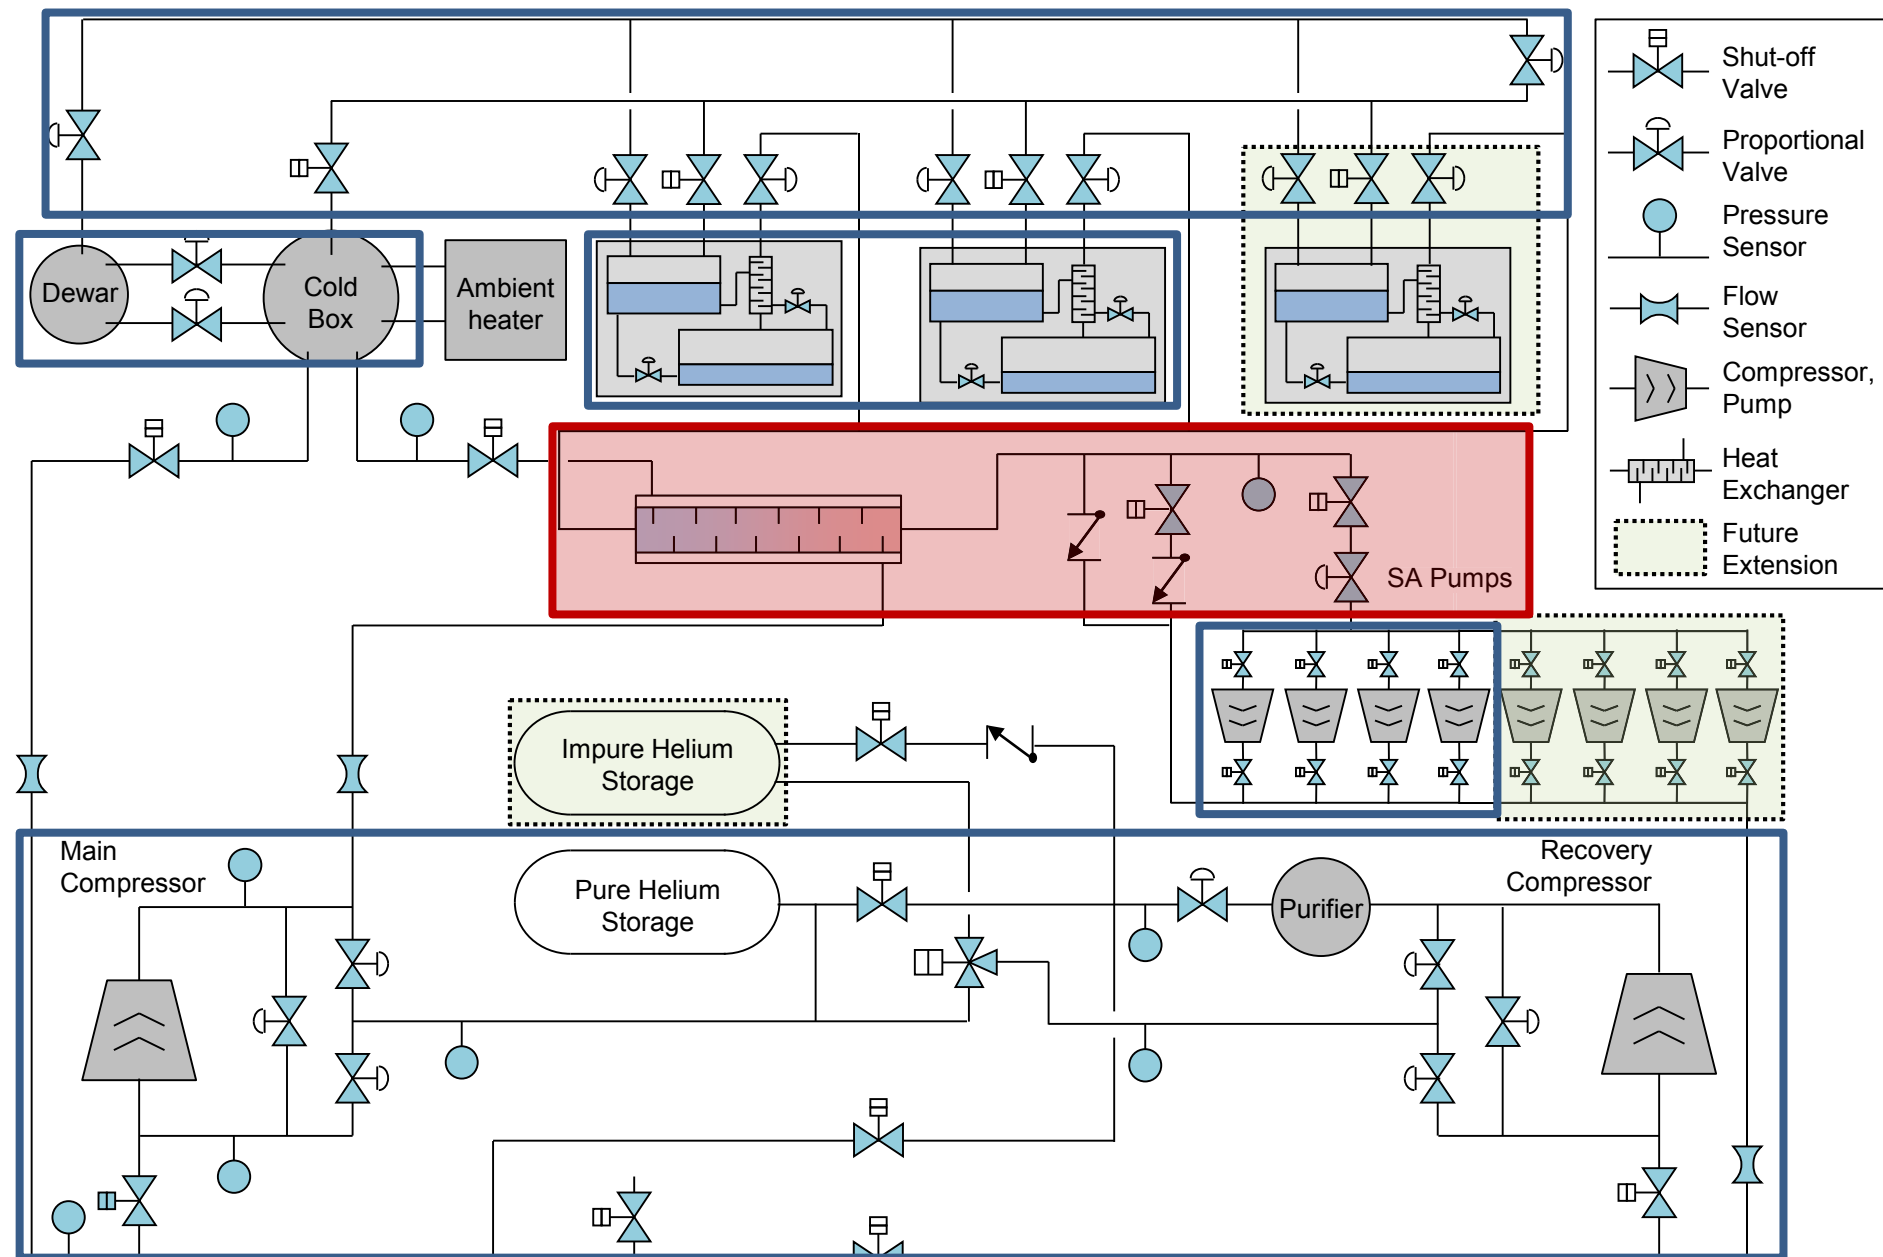 Shut-off
Valve
Proportional
Valve
Pressure
Sensor
Flow
Sensor
Compressor,
Pump
Heat
Exchanger
Future
Extension
Dewar
Cold
Box
Ambient
heater
SA Pumps
Impure Helium
Storage
Main
Compressor
Pure Helium
Storage
Purifier
Recovery
Compressor